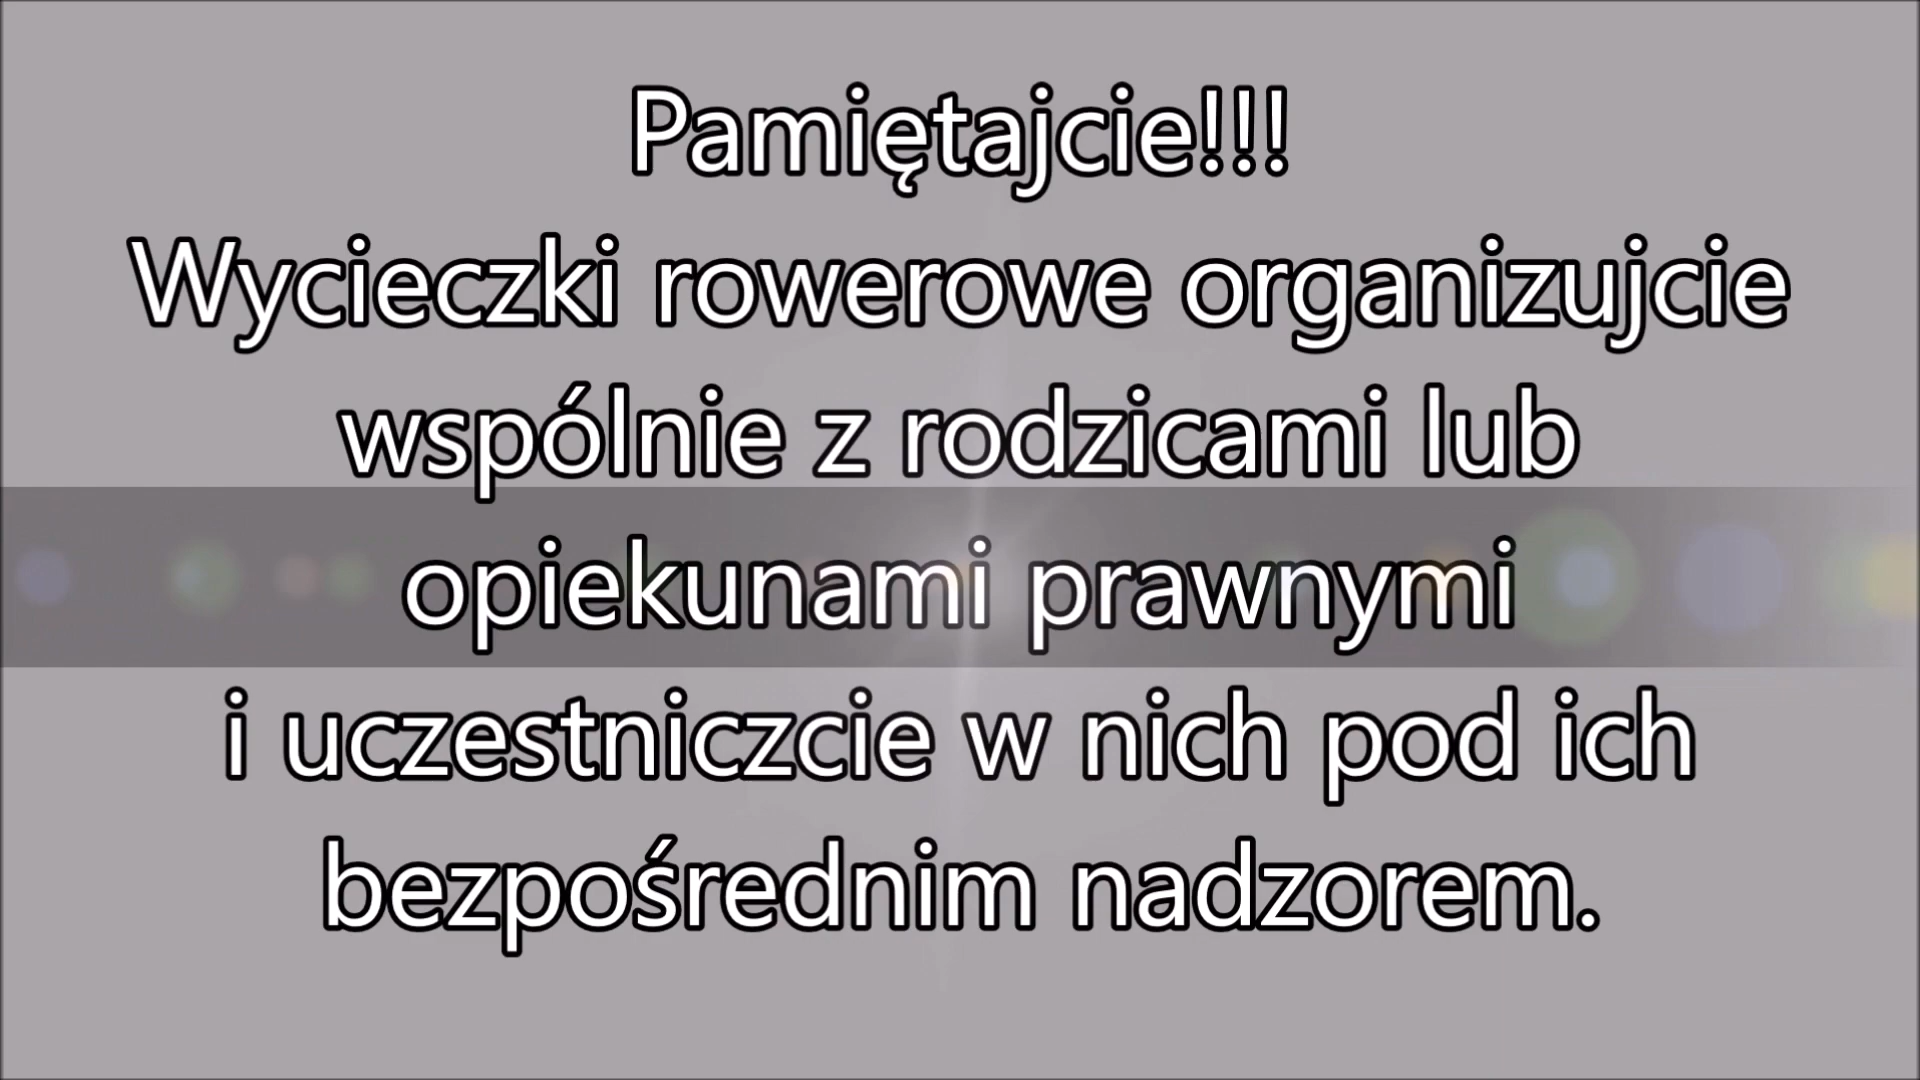 Pamiętajcie!!!
Wycieczki rowerowe organizujcie
wspólnie z rodzicami lub
opiekunami prawnymi
i uczestniczcie w nich pod ich
bezpośrednim nadzorem.